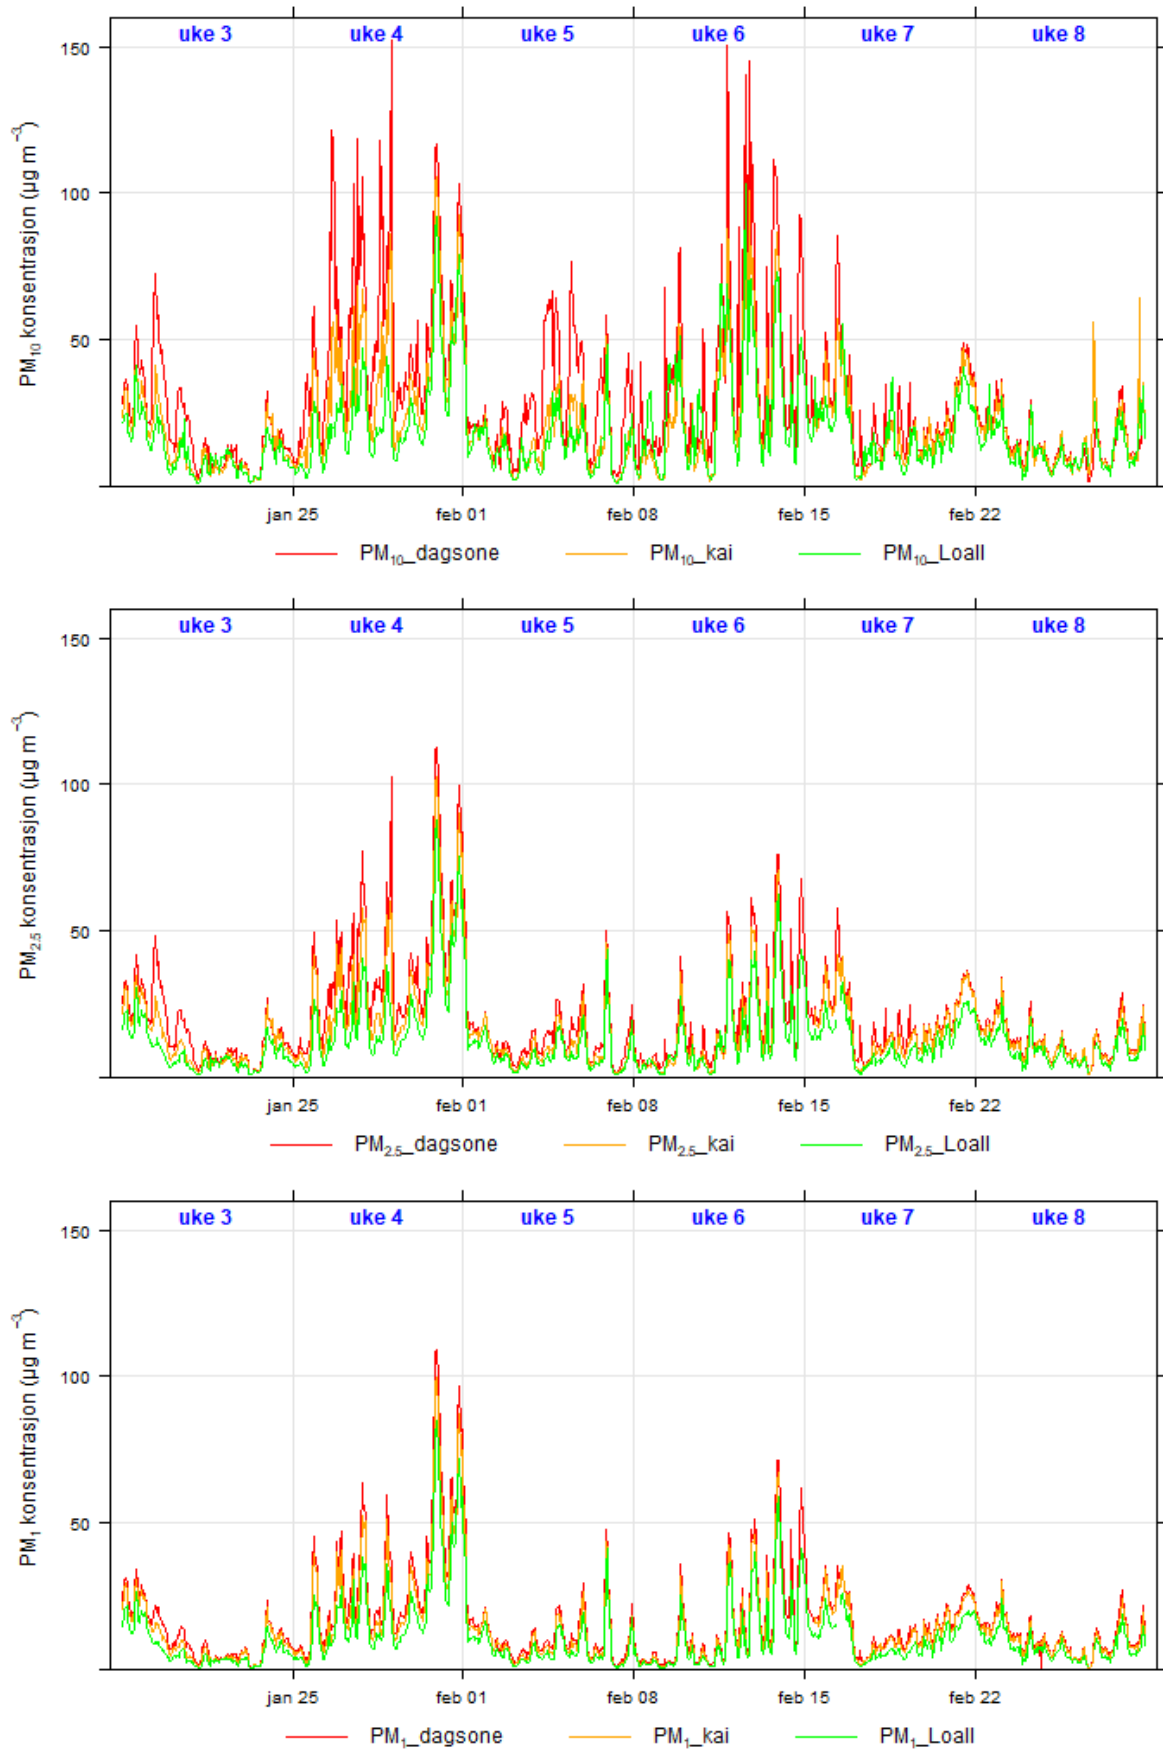 uke 3 uke 4 uke 5 uke 6 uke 7 uke 8
150
100
50
PM₁₀ konsentrasjon (µg m⁻³)
jan 25 feb 01 feb 08 feb 15 feb 22
PM₁₀_dagsone PM₁₀_kai PM₁₀_Loall
uke 3 uke 4 uke 5 uke 6 uke 7 uke 8
150
100
50
PM₂.₅ konsentrasjon (µg m⁻³)
jan 25 feb 01 feb 08 feb 15 feb 22
PM₂.₅_dagsone PM₂.₅_kai PM₂.₅_Loall
uke 3 uke 4 uke 5 uke 6 uke 7 uke 8
150
100
50
PM₁ konsentrasjon (µg m⁻³)
jan 25 feb 01 feb 08 feb 15 feb 22
PM₁_dagsone PM₁_kai PM₁_Loall